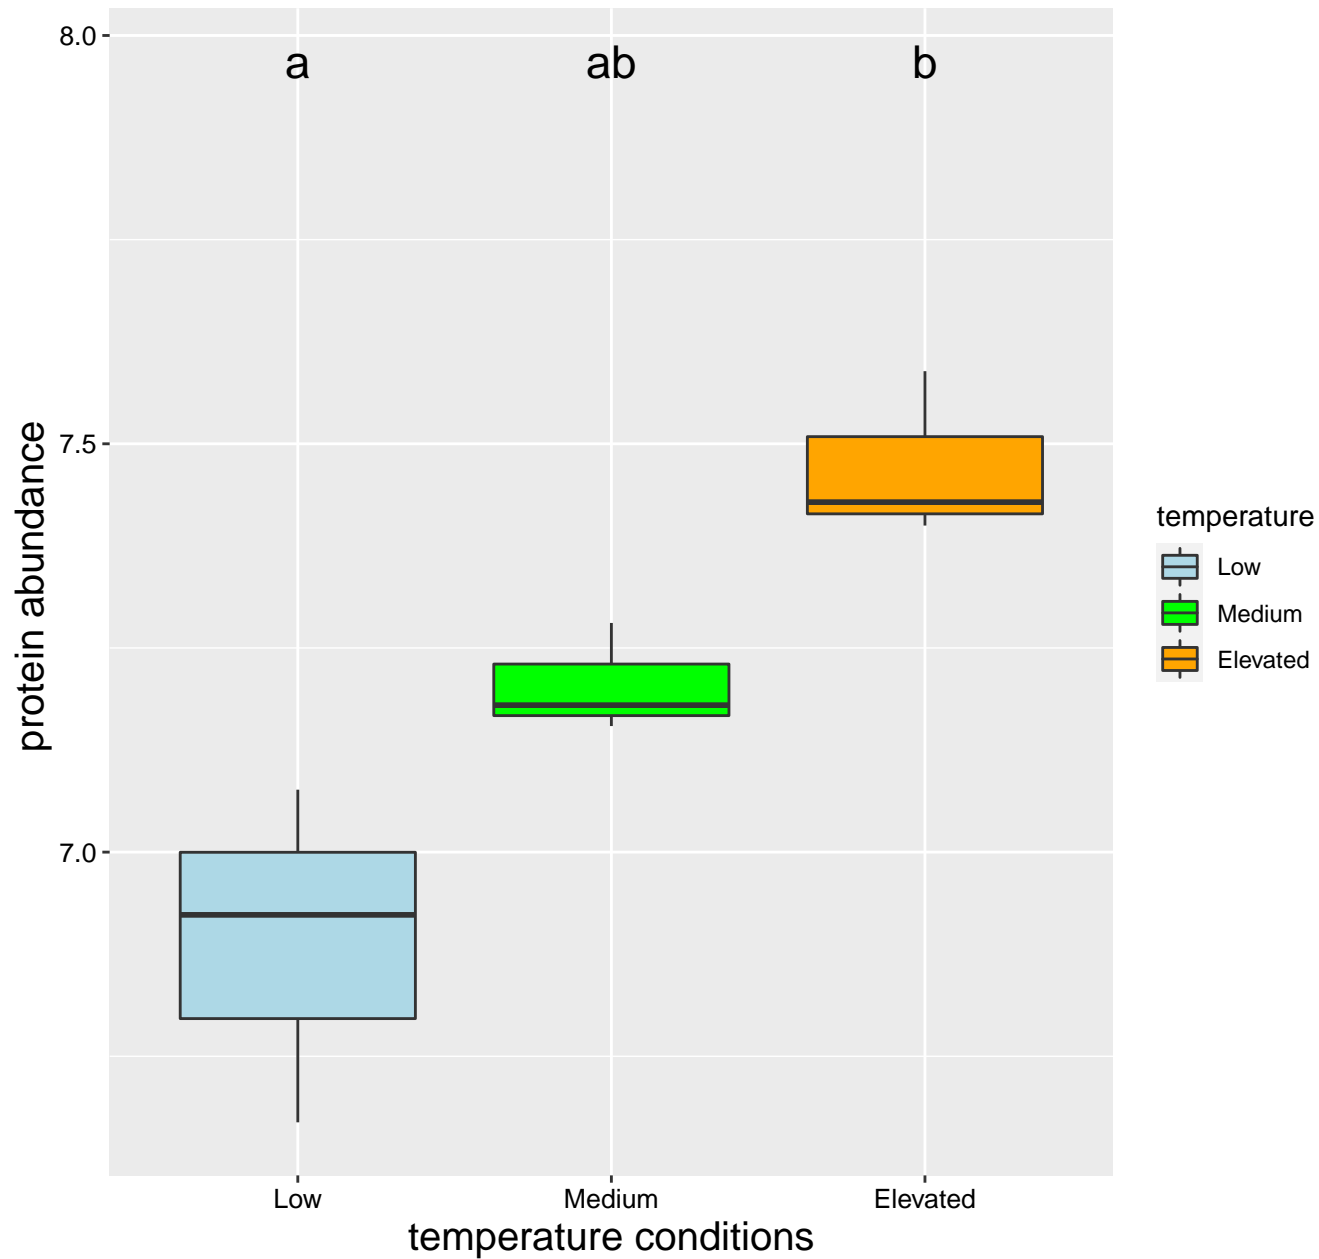 8.0
a ab b
7.5
7.0
protein abundance
Low Medium Elevated
temperature conditions
temperature
Low
Medium
Elevated